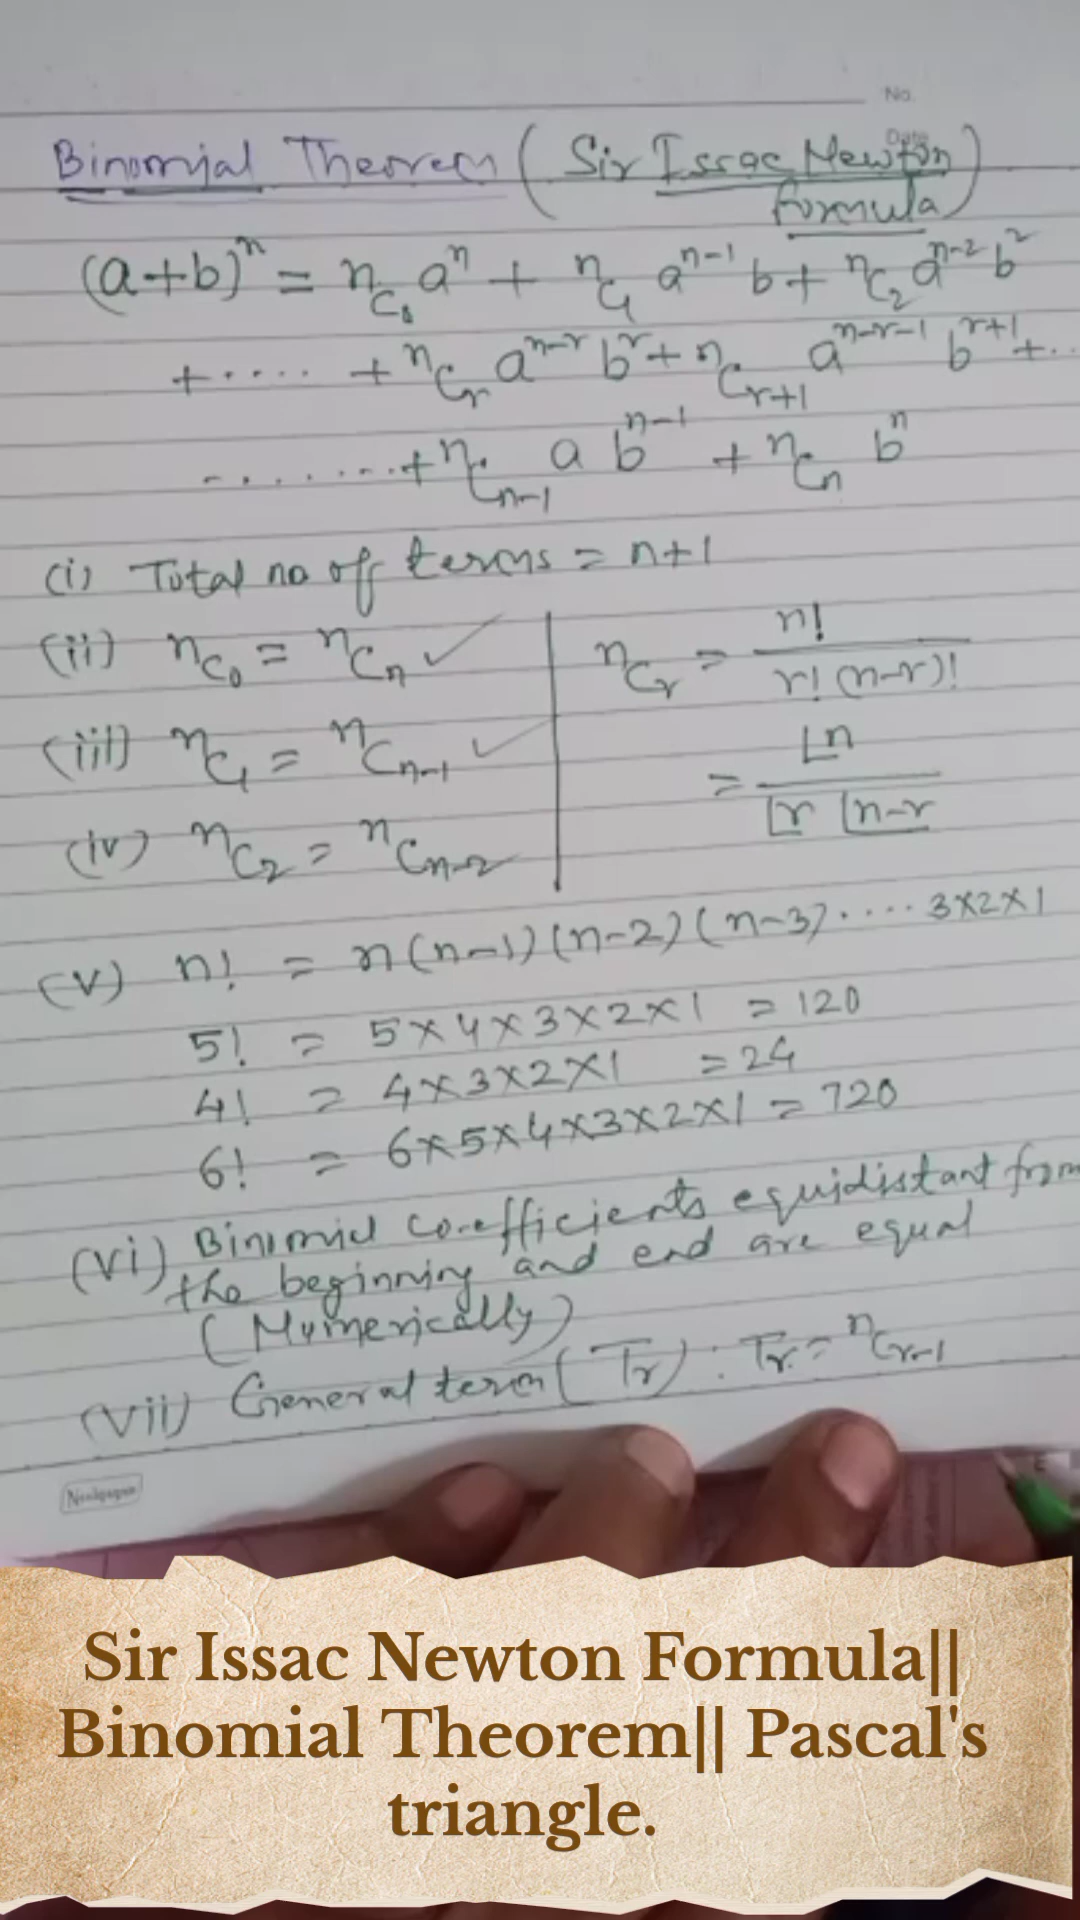 No.
Date
Binomial Theorem (Sir Issac Newton
formula)
(a+b)ⁿ = ⁿC₀ aⁿ + ⁿC₁ aⁿ⁻¹ b + ⁿC₂ aⁿ⁻² b²
+ ..... + ⁿCᵣ aⁿ⁻ʳ bʳ + ⁿCᵣ₊₁ aⁿ⁻ʳ⁻¹ bʳ⁺¹ + ..
........ + ⁿCₙ₋₁ a bⁿ⁻¹ + ⁿCₙ bⁿ
(i) Total no off terms = n+1
(ii) ⁿC₀ = ⁿCₙ ✓
(iii) ⁿC₁ = ⁿCₙ₋₁ ✓
(iv) ⁿC₂ = ⁿCₙ₋₂
ⁿCᵣ = n! / r! (n-r)!
= ⌊n / ⌊r ⌊n-r
(v) n! = n(n-1)(n-2)(n-3) .... 3×2×1
5! = 5×4×3×2×1 = 120
4! = 4×3×2×1 = 24
6! = 6×5×4×3×2×1 = 720
(vi) Binomial co-efficients equidistant from
the beginning and end are equal
(Numerically)
(vii) General term (Tr) : Tr = ⁿCᵣ₋₁
Sir Issac Newton Formula||
Binomial Theorem|| Pascal's
triangle.